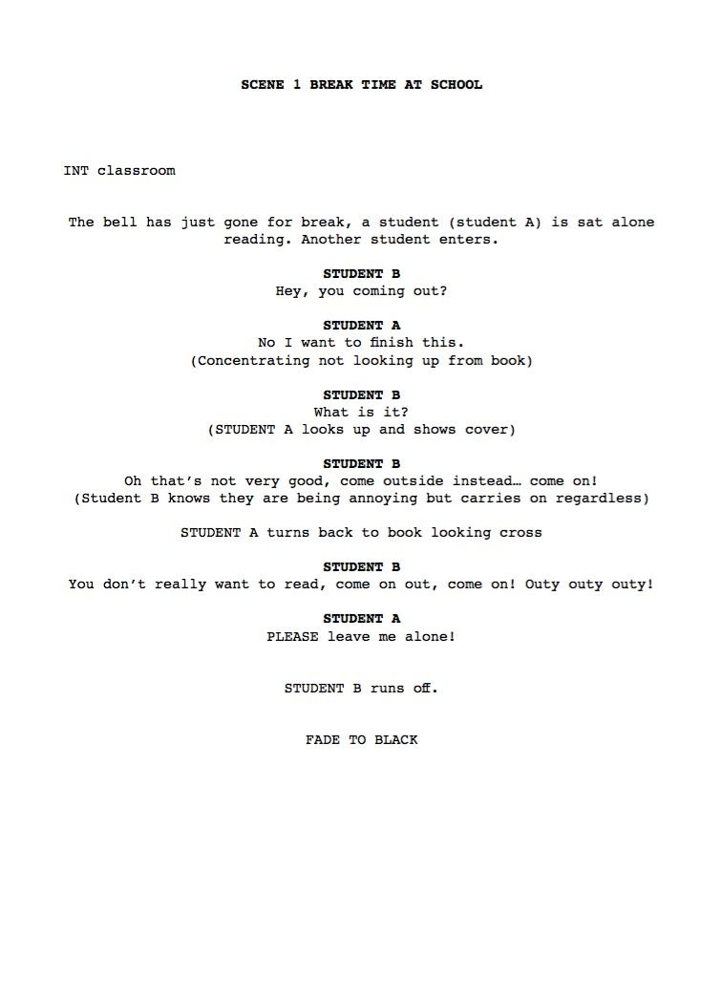 SCENE 1 BREAK TIME AT SCHOOL
INT classroom
The bell has just gone for break, a student (student A) is sat alone
reading. Another student enters.
STUDENT B
Hey, you coming out?
STUDENT A
No I want to finish this.
(Concentrating not looking up from book)
STUDENT B
What is it?
(STUDENT A looks up and shows cover)
STUDENT B
Oh that’s not very good, come outside instead… come on!
(Student B knows they are being annoying but carries on regardless)
STUDENT A turns back to book looking cross
STUDENT B
You don’t really want to read, come on out, come on! Outy outy outy!
STUDENT A
PLEASE leave me alone!
STUDENT B runs off.
FADE TO BLACK